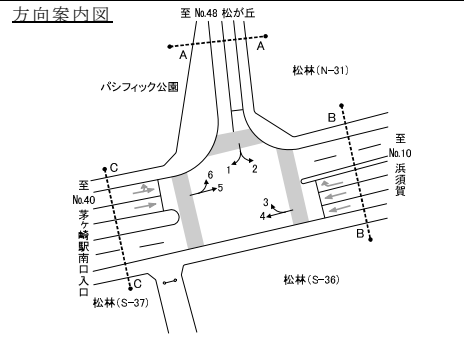 方向案内図
至 No.48 松が丘
A
A
松林(N-31)
パシフィック公園
B
至
No.10
浜須賀
C
1
2
6
5
至
No.40
茅ヶ崎駅南口入口
3
4
B
C
松林(S-37)
松林(S-36)